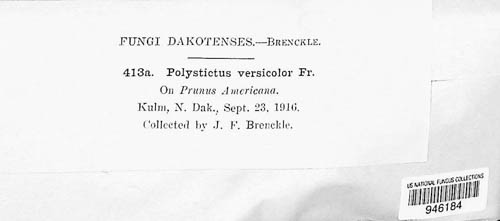 FUNGI DAKOTENSES.—BRENCKLE.
413a. Polystictus versicolor Fr.
On Prunus Americana.
Kulm, N. Dak., Sept. 23, 1916.
Collected by J. F. Brenckle.
US NATIONAL FUNGUS COLLECTIONS
946184